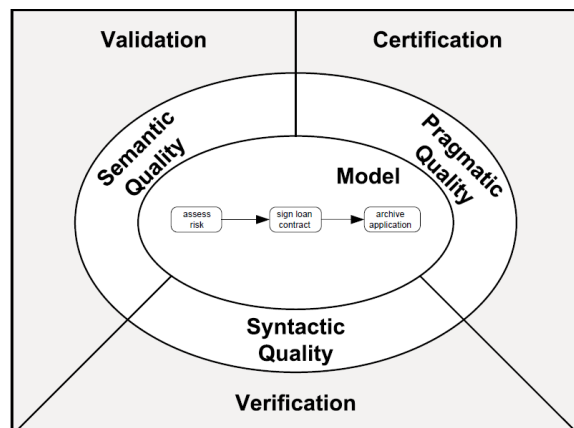 Validation
Certification
Semantic
Quality
Pragmatic
Quality
Model
assess
risk
sign loan
contract
archive
application
Syntactic
Quality
Verification